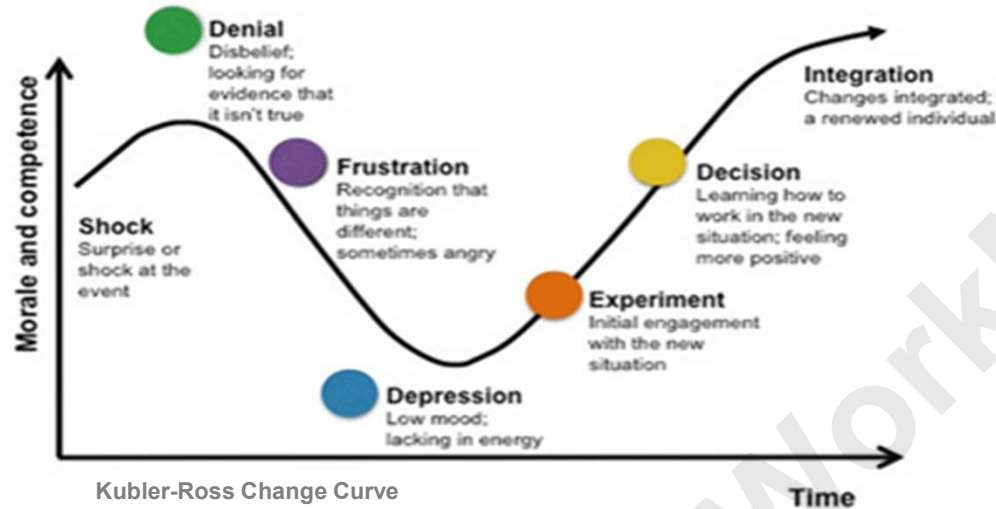 Denial
Disbelief;
looking for
evidence that
it isn't true
Morale and competence
Shock
Surprise or
shock at the
event
Frustration
Recognition that
things are
different;
sometimes angry
Depression
Low mood;
lacking in energy
Experiment
Initial engagement
with the new
situation
Decision
Learning how to
work in the new
situation; feeling
more positive
Integration
Changes integrated;
a renewed individual
Kubler-Ross Change Curve
Time
Work